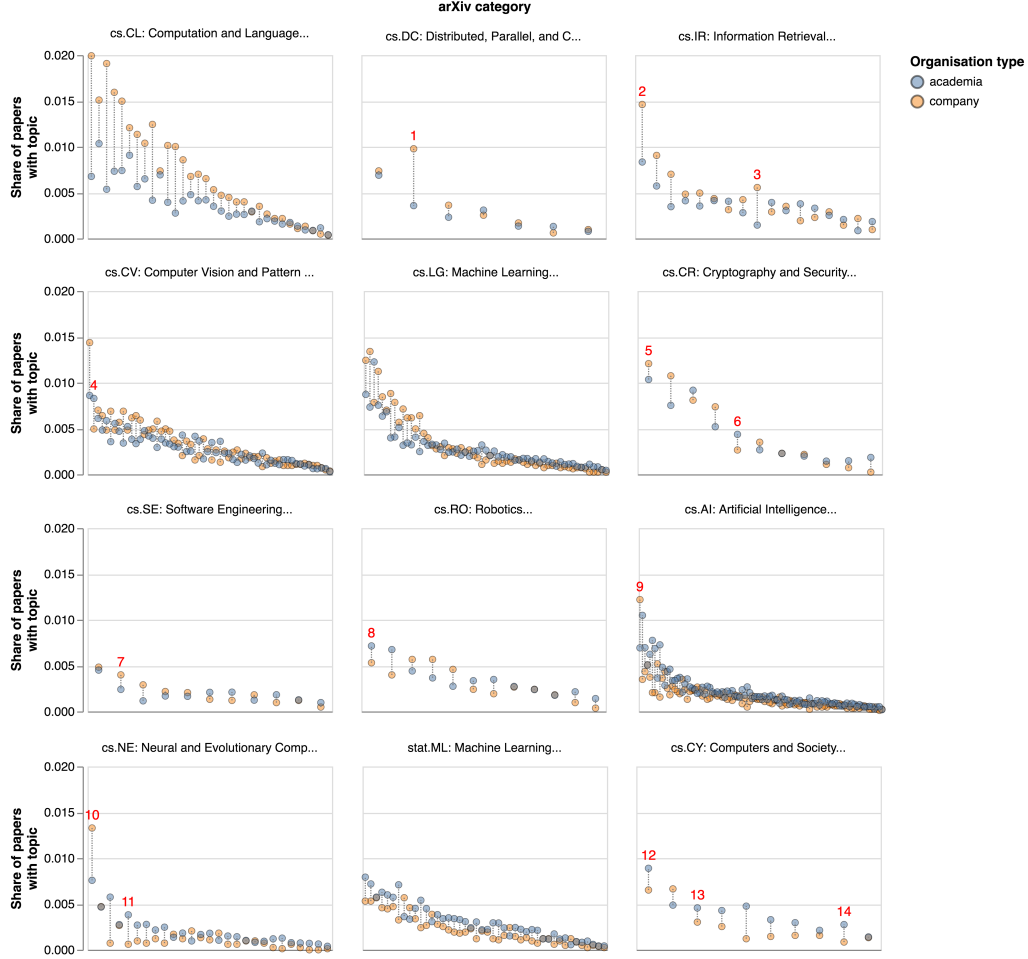 arXiv category
cs.CL: Computation and Language...
cs.DC: Distributed, Parallel, and C...
cs.IR: Information Retrieval...
Organisation type
academia
company
Share of papers
with topic
0.020
0.015
0.010
0.005
0.000
1
2
3
cs.CV: Computer Vision and Pattern ...
cs.LG: Machine Learning...
cs.CR: Cryptography and Security...
Share of papers
with topic
0.020
0.015
0.010
0.005
0.000
4
5
6
cs.SE: Software Engineering...
cs.RO: Robotics...
cs.AI: Artificial Intelligence...
Share of papers
with topic
0.020
0.015
0.010
0.005
0.000
7
8
9
cs.NE: Neural and Evolutionary Comp...
stat.ML: Machine Learning...
cs.CY: Computers and Society...
Share of papers
with topic
0.020
0.015
0.010
0.005
0.000
10
11
12
13
14